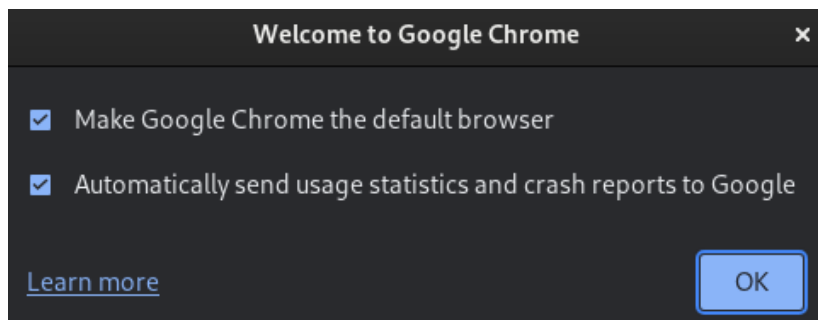 Welcome to Google Chrome
Make Google Chrome the default browser
Automatically send usage statistics and crash reports to Google
Learn more
OK